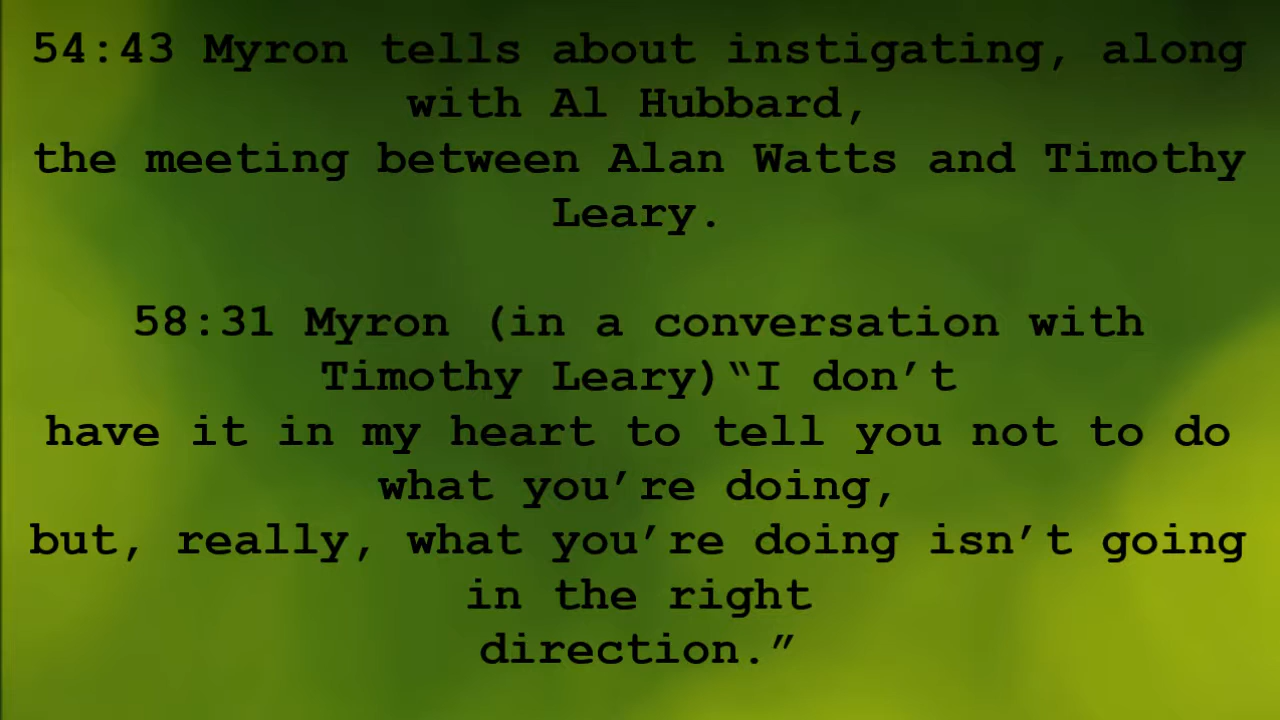 54:43 Myron tells about instigating, along
with Al Hubbard,
the meeting between Alan Watts and Timothy
Leary.
58:31 Myron (in a conversation with
Timothy Leary)“I don’t
have it in my heart to tell you not to do
what you’re doing,
but, really, what you’re doing isn’t going
in the right
direction.”